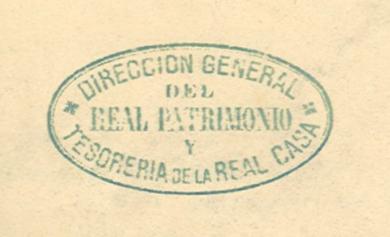 DIRECCION GENERAL
DEL
REAL PATRIMONIO
Y
TESORERIA DE LA REAL CASA